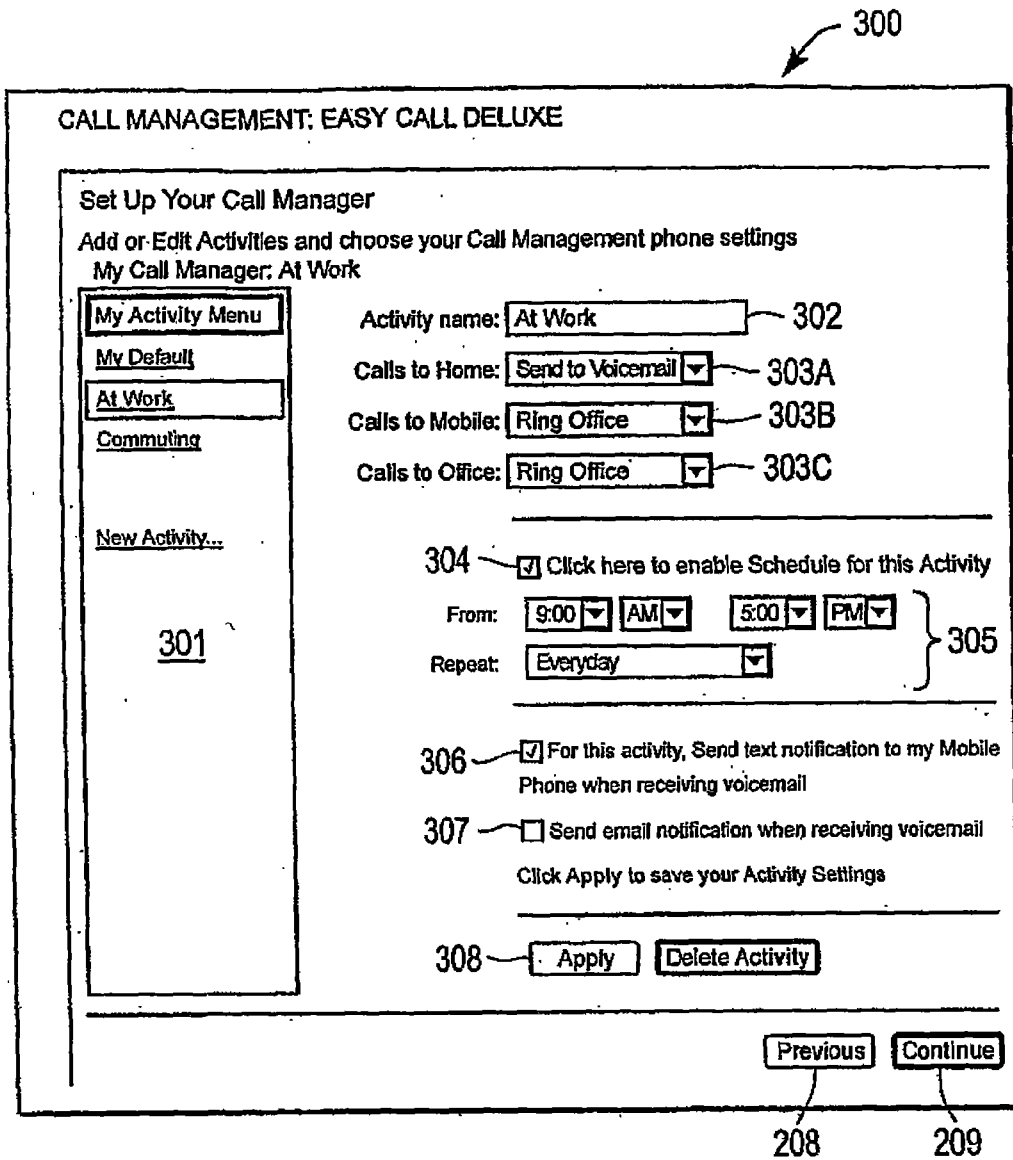 300
CALL MANAGEMENT: EASY CALL DELUXE
Set Up Your Call Manager
Add or Edit Activities and choose your Call Management phone settings
My Call Manager: At Work
My Activity Menu
My Default
At Work
Commuting
New Activity...
301
Activity name: At Work 302
Calls to Home: Send to Voicemail 303A
Calls to Mobile: Ring Office 303B
Calls to Office: Ring Office 303C
304 Click here to enable Schedule for this Activity
From: 9:00 AM 5:00 PM
Repeat: Everyday
305
306 For this activity, Send text notification to my Mobile
Phone when receiving voicemail
307 Send email notification when receiving voicemail
Click Apply to save your Activity Settings
308 Apply Delete Activity
Previous Continue
208 209